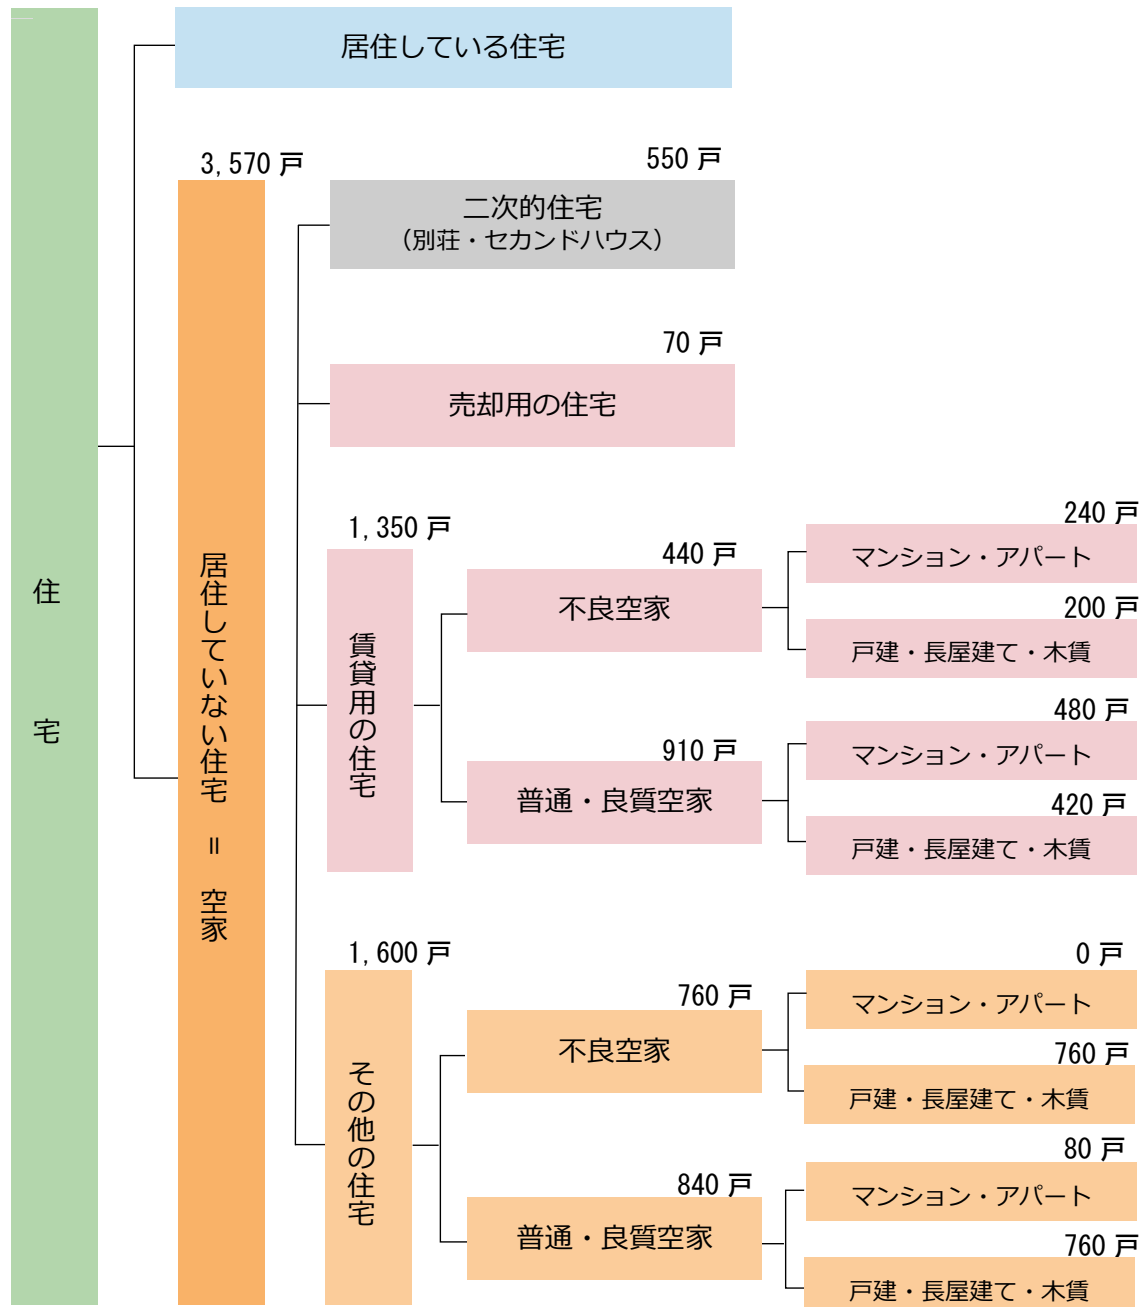 住宅
居住している住宅
3,570 戸
居住していない住宅 = 空家
550 戸
二次的住宅
（別荘・セカンドハウス）
70 戸
売却用の住宅
1,350 戸
賃貸用の住宅
440 戸
不良空家
240 戸
マンション・アパート
200 戸
戸建・長屋建て・木賃
910 戸
普通・良質空家
480 戸
マンション・アパート
420 戸
戸建・長屋建て・木賃
1,600 戸
その他の住宅
760 戸
不良空家
0 戸
マンション・アパート
760 戸
戸建・長屋建て・木賃
840 戸
普通・良質空家
80 戸
マンション・アパート
760 戸
戸建・長屋建て・木賃